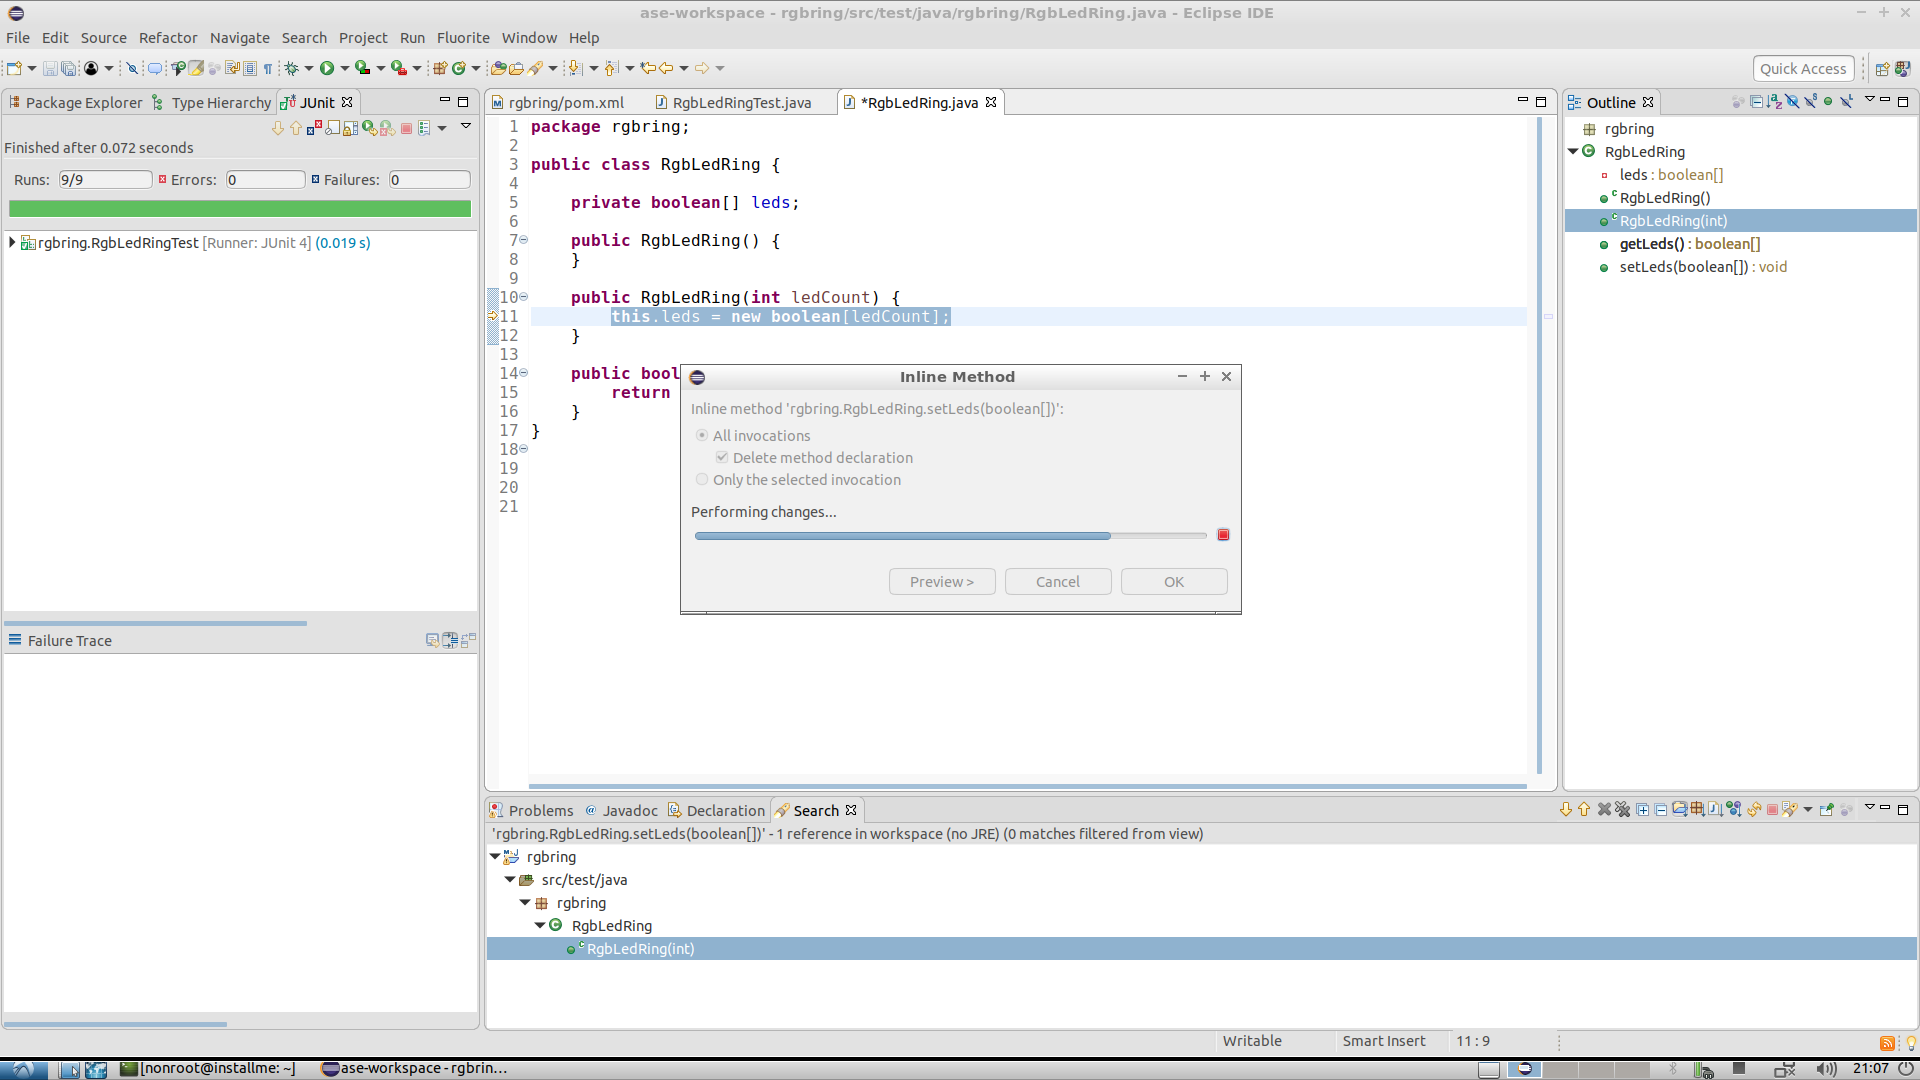 ase-workspace - rgbring/src/test/java/rgbring/RgbLedRing.java - Eclipse IDE
File Edit Source Refactor Navigate Search Project Run Fluorite Window Help
Quick Access
Package Explorer Type Hierarchy JUnit
Finished after 0.072 seconds
Runs: 9/9 Errors: 0 Failures: 0
rgbring.RgbLedRingTest [Runner: JUnit 4] (0.019 s)
Failure Trace
rgbring/pom.xml RgbLedRingTest.java *RgbLedRing.java
1 package rgbring;
2
3 public class RgbLedRing {
4
5 private boolean[] leds;
6
7 public RgbLedRing() {
8 }
9
10 public RgbLedRing(int ledCount) {
11 this.leds = new boolean[ledCount];
12 }
13
14 public bool
15 return
16 }
17 }
18
19
20
21
Inline Method
Inline method 'rgbring.RgbLedRing.setLeds(boolean[])':
All invocations
Delete method declaration
Only the selected invocation
Performing changes...
Preview > Cancel OK
Outline
rgbring
RgbLedRing
leds : boolean[]
RgbLedRing()
RgbLedRing(int)
getLeds() : boolean[]
setLeds(boolean[]) : void
Problems Javadoc Declaration Search
'rgbring.RgbLedRing.setLeds(boolean[])' - 1 reference in workspace (no JRE) (0 matches filtered from view)
rgbring
src/test/java
rgbring
RgbLedRing
RgbLedRing(int)
Writable Smart Insert 11 : 9
[nonroot@installme: ~] ase-workspace - rgbrin... 21:07